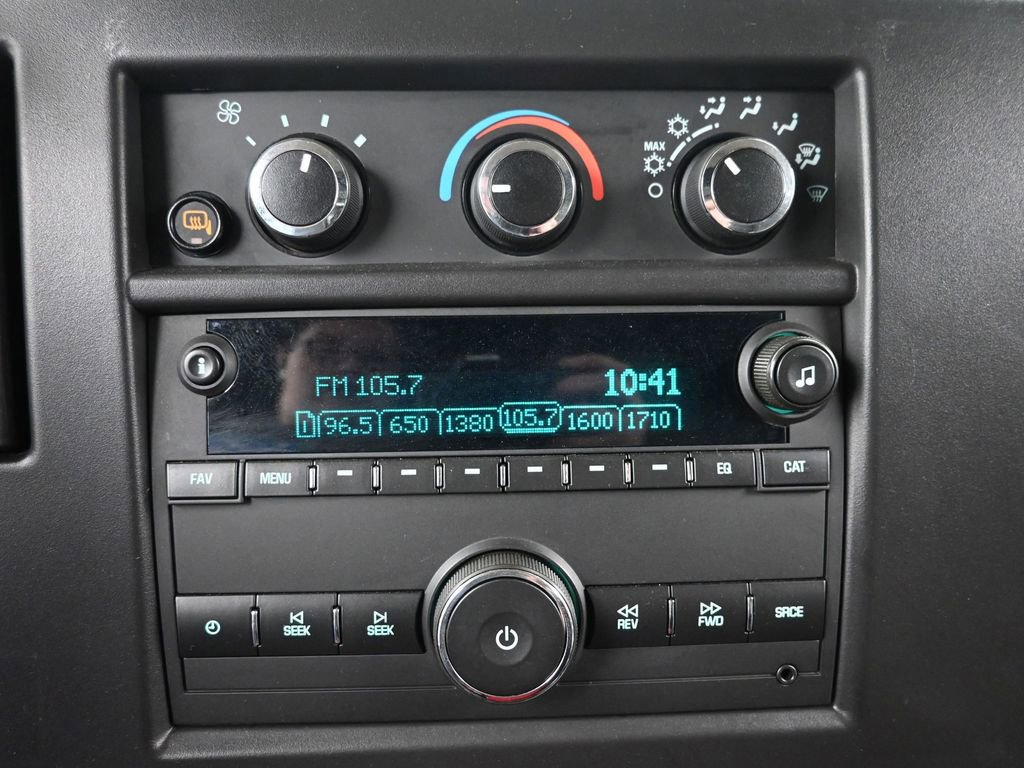 MAX
i
FM 105.7 10:41
1 96.5 650 1380 105.7 1600 1710
FAV MENU EQ CAT
SEEK SEEK REV FWD SRCE